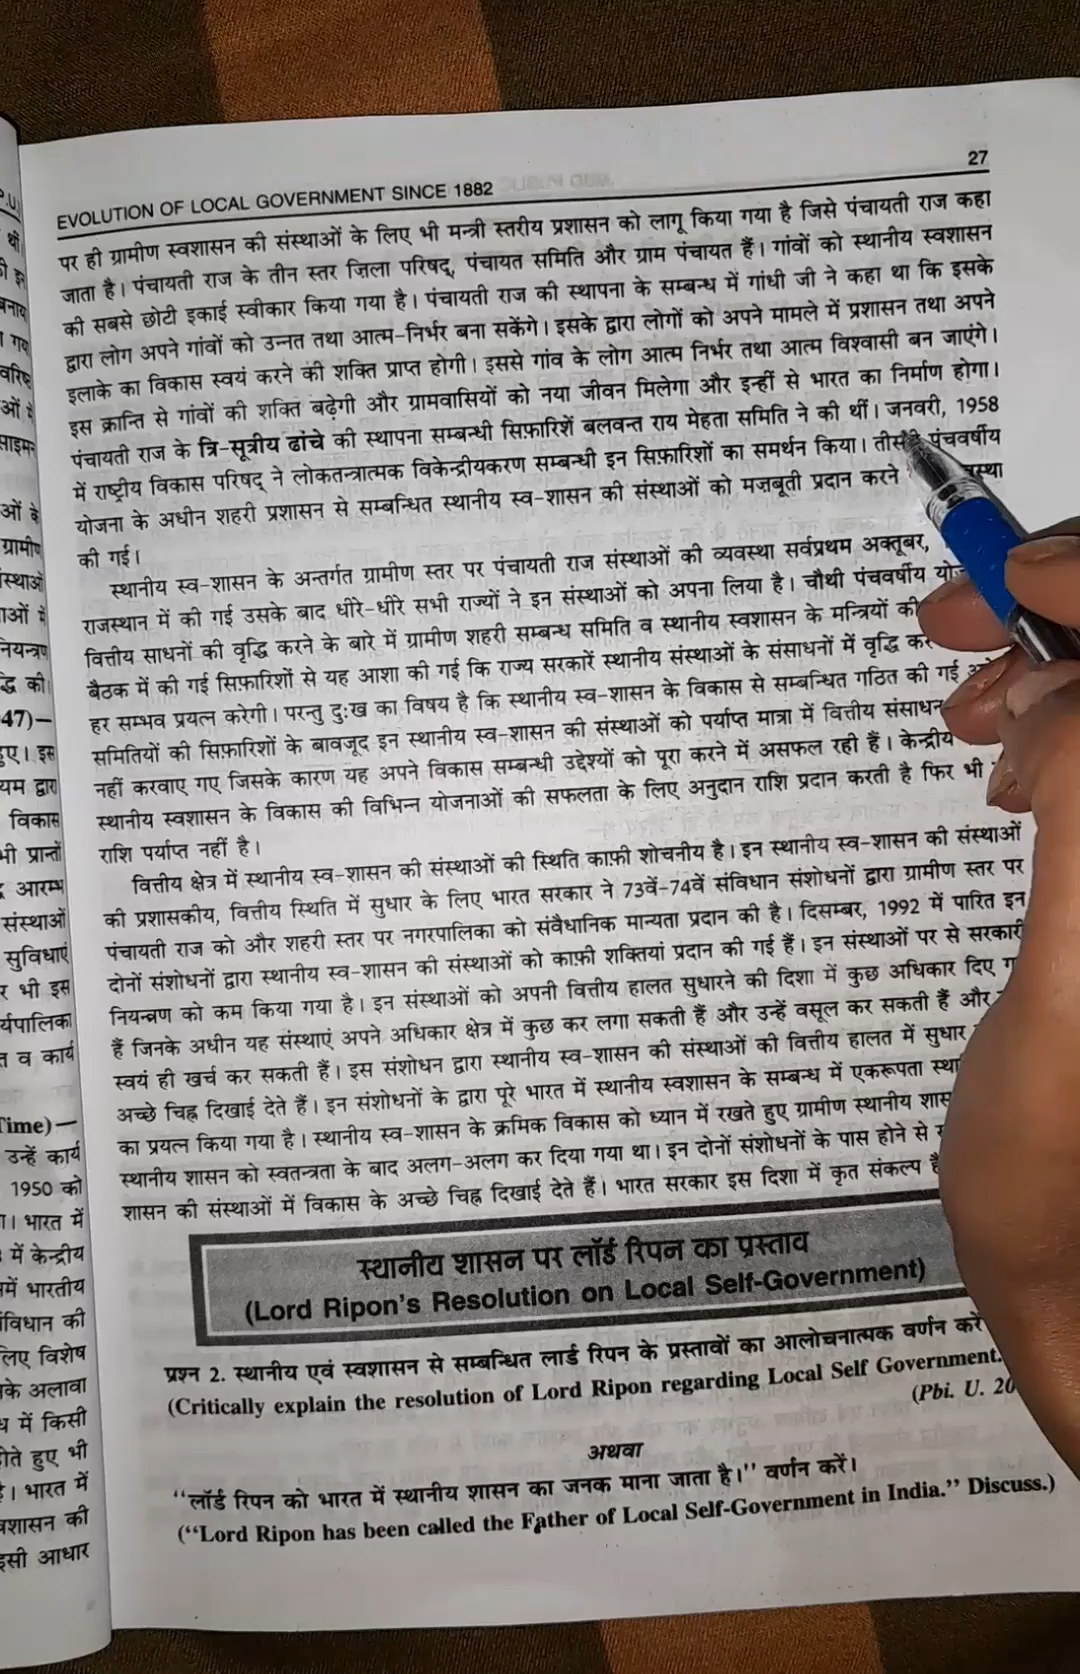 27
EVOLUTION OF LOCAL GOVERNMENT SINCE 1882
पर ही ग्रामीण स्वशासन की संस्थाओं के लिए भी मन्त्री स्तरीय प्रशासन को लागू किया गया है जिसे पंचायती राज कहा
जाता है। पंचायती राज के तीन स्तर ज़िला परिषद्, पंचायत समिति और ग्राम पंचायत हैं। गांवों को स्थानीय स्वशासन
की सबसे छोटी इकाई स्वीकार किया गया है। पंचायती राज की स्थापना के सम्बन्ध में गांधी जी ने कहा था कि इसके
द्वारा लोग अपने गांवों को उन्नत तथा आत्म-निर्भर बना सकेंगे। इसके द्वारा लोगों को अपने मामले में प्रशासन तथा अपने
इलाके का विकास स्वयं करने की शक्ति प्राप्त होगी। इससे गांव के लोग आत्म निर्भर तथा आत्म विश्वासी बन जाएंगे।
इस क्रान्ति से गांवों की शक्ति बढ़ेगी और ग्रामवासियों को नया जीवन मिलेगा और इन्हीं से भारत का निर्माण होगा।
पंचायती राज के त्रि-सूत्रीय ढांचे की स्थापना सम्बन्धी सिफ़ारिशें बलवन्त राय मेहता समिति ने की थीं। जनवरी, 1958
में राष्ट्रीय विकास परिषद् ने लोकतन्त्रात्मक विकेन्द्रीयकरण सम्बन्धी इन सिफ़ारिशों का समर्थन किया। पंचवर्षीय
योजना के अधीन शहरी प्रशासन से सम्बन्धित स्थानीय स्व-शासन की संस्थाओं को मज़बूती प्रदान करने
की गई।
स्थानीय स्व-शासन के अन्तर्गत ग्रामीण स्तर पर पंचायती राज संस्थाओं की व्यवस्था सर्वप्रथम अक्तूबर,
राजस्थान में की गई उसके बाद धीरे-धीरे सभी राज्यों ने इन संस्थाओं को अपना लिया है। चौथी पंचवर्षीय
वित्तीय साधनों की वृद्धि करने के बारे में ग्रामीण शहरी सम्बन्ध समिति व स्थानीय स्वशासन के मन्त्रियों की
बैठक में की गई सिफ़ारिशों से यह आशा की गई कि राज्य सरकारें स्थानीय संस्थाओं के संसाधनों में वृद्धि
हर सम्भव प्रयत्न करेगी। परन्तु दुःख का विषय है कि स्थानीय स्व-शासन के विकास से सम्बन्धित गठित की गई
समितियों की सिफ़ारिशों के बावजूद इन स्थानीय स्व-शासन की संस्थाओं को पर्याप्त मात्रा में वित्तीय संसाधन
नहीं करवाए गए जिसके कारण यह अपने विकास सम्बन्धी उद्देश्यों को पूरा करने में असफल रही हैं। केन्द्रीय
स्थानीय स्वशासन के विकास की विभिन्न योजनाओं की सफलता के लिए अनुदान राशि प्रदान करती है फिर भी
राशि पर्याप्त नहीं है।
वित्तीय क्षेत्र में स्थानीय स्व-शासन की संस्थाओं की स्थिति काफ़ी शोचनीय है। इन स्थानीय स्व-शासन की संस्थाओं
की प्रशासकीय, वित्तीय स्थिति में सुधार के लिए भारत सरकार ने 73वें-74वें संविधान संशोधनों द्वारा ग्रामीण स्तर पर
पंचायती राज को और शहरी स्तर पर नगरपालिका को संवैधानिक मान्यता प्रदान की है। दिसम्बर, 1992 में पारित इन
दोनों संशोधनों द्वारा स्थानीय स्व-शासन की संस्थाओं को काफ़ी शक्तियां प्रदान की गई हैं। इन संस्थाओं पर से सरकारी
नियन्त्रण को कम किया गया है। इन संस्थाओं को अपनी वित्तीय हालत सुधारने की दिशा में कुछ अधिकार दिए
हैं जिनके अधीन यह संस्थाएं अपने अधिकार क्षेत्र में कुछ कर लगा सकती हैं और उन्हें वसूल कर सकती हैं और
स्वयं ही खर्च कर सकती हैं। इस संशोधन द्वारा स्थानीय स्व-शासन की संस्थाओं की वित्तीय हालत में सुधार
अच्छे चिह्न दिखाई देते हैं। इन संशोधनों के द्वारा पूरे भारत में स्थानीय स्वशासन के सम्बन्ध में एकरूपता
का प्रयत्न किया गया है। स्थानीय स्व-शासन के क्रमिक विकास को ध्यान में रखते हुए ग्रामीण स्थानीय
स्थानीय शासन को स्वतन्त्रता के बाद अलग-अलग कर दिया गया था। इन दोनों संशोधनों के पास होने से
शासन की संस्थाओं में विकास के अच्छे चिह्न दिखाई देते हैं। भारत सरकार इस दिशा में कृत संकल्प
स्थानीय शासन पर लॉर्ड रिपन का प्रस्ताव
(Lord Ripon's Resolution on Local Self-Government)
प्रश्न 2. स्थानीय एवं स्वशासन से सम्बन्धित लार्ड रिपन के प्रस्तावों का आलोचनात्मक वर्णन करें
(Critically explain the resolution of Lord Ripon regarding Local Self Government.
(Pbi. U.
अथवा
"लॉर्ड रिपन को भारत में स्थानीय शासन का जनक माना जाता है।" वर्णन करें।
("Lord Ripon has been called the Father of Local Self-Government in India." Discuss.)